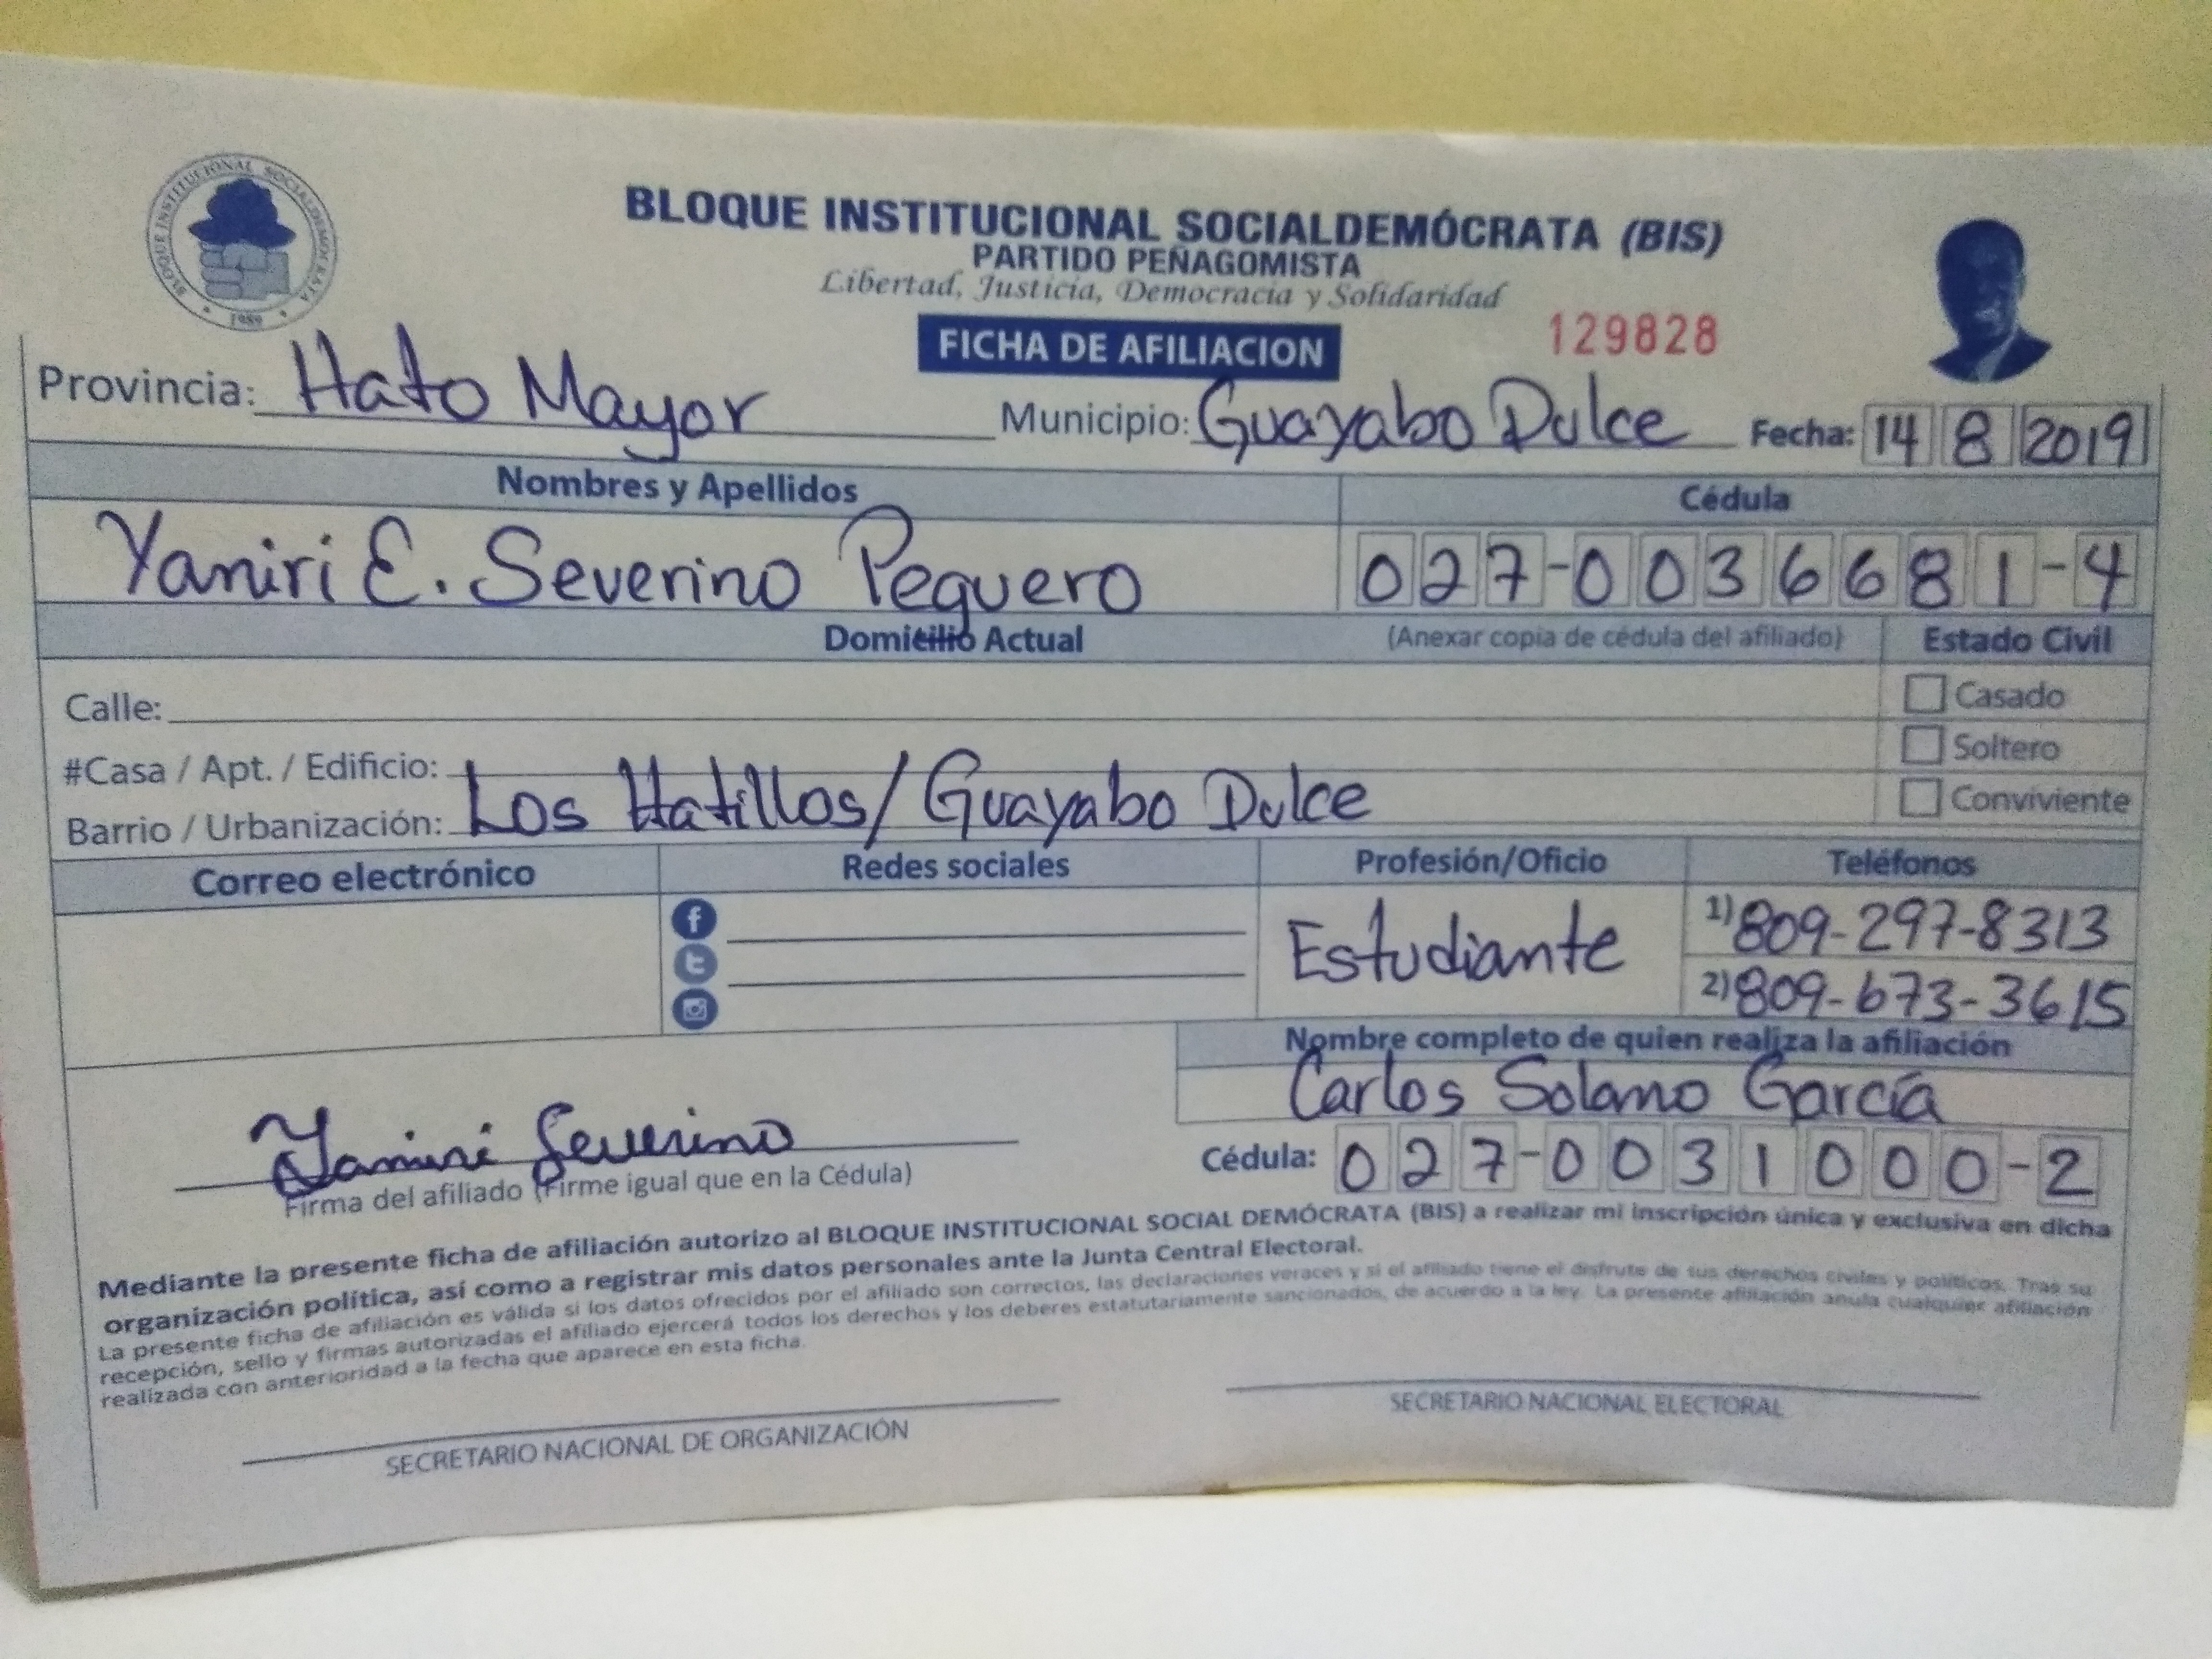 BLOQUE INSTITUCIONAL SOCIALDEMOCRATA
1989
BLOQUE INSTITUCIONAL SOCIALDEMÓCRATA (BIS)
PARTIDO PEÑAGOMISTA
Libertad, Justicia, Democracia y Solidaridad
FICHA DE AFILIACION 129828
Provincia: Hato Mayor Municipio: Guayabo Dulce Fecha: 14 8 2019
Nombres y Apellidos Cédula
Yaniri E. Severino Peguero 027-0036681-4
Domicilio Actual (Anexar copia de cédula del afiliado) Estado Civil
Calle: Casado
#Casa / Apt. / Edificio: Soltero
Barrio / Urbanización: Los Hatillos/Guayabo Dulce Conviviente
Correo electrónico Redes sociales Profesión/Oficio Teléfonos
Estudiante 1) 809-297-8313
2) 809-673-3615
Nombre completo de quien realiza la afiliación
Carlos Solano García
Yaniri Severino Cédula: 027-0031000-2
Firma del afiliado (Firme igual que en la Cédula)
Mediante la presente ficha de afiliación autorizo al BLOQUE INSTITUCIONAL SOCIAL DEMÓCRATA (BIS) a realizar mi inscripción única y exclusiva en dicha
organización política, así como a registrar mis datos personales ante la Junta Central Electoral.
La presente ficha de afiliación es válida si los datos ofrecidos por el afiliado son correctos, las declaraciones veraces y si el afiliado tiene el disfrute de sus derechos civiles y políticos. Tras su
recepción, sello y firmas autorizadas el afiliado ejercerá todos los derechos y los deberes estatutariamente sancionados, de acuerdo a la ley. La presente afiliación anula cualquier afiliación
realizada con anterioridad a la fecha que aparece en esta ficha.
SECRETARIO NACIONAL DE ORGANIZACIÓN SECRETARIO NACIONAL ELECTORAL